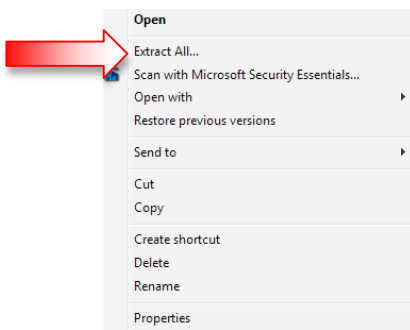 Open
Extract All...
Scan with Microsoft Security Essentials...
Open with
Restore previous versions
Send to
Cut
Copy
Create shortcut
Delete
Rename
Properties